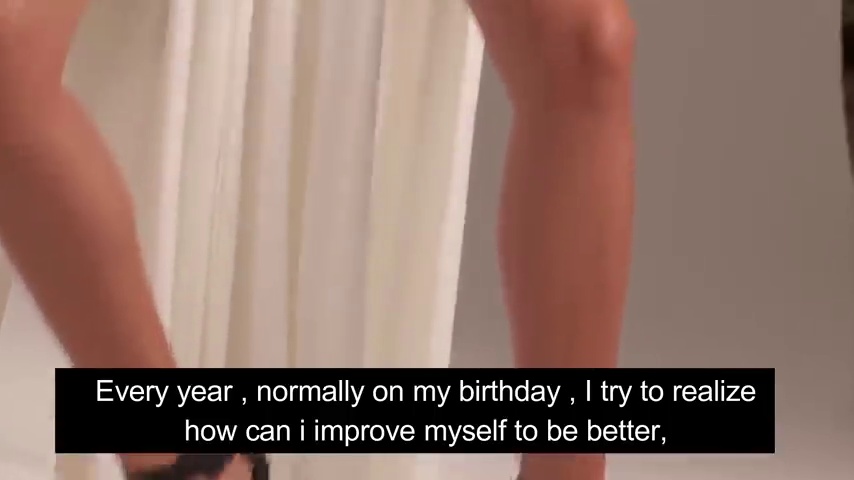 Every year , normally on my birthday , I try to realize
how can i improve myself to be better,